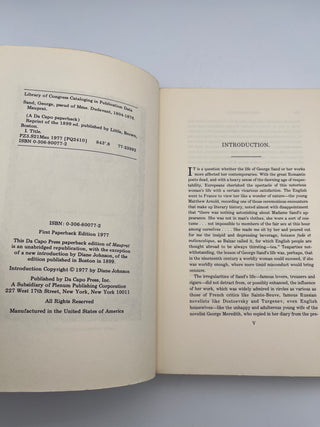 Library of Congress Cataloging in Publication Data
Sand, George, pseud of Mme. Dudevant, 1804-1876.
Mauprat.
(A Da Capo paperback)
Reprint of the 1899 ed. published by Little, Brown,
Boston.
I. Title.
PZ3.S21Mau 1977 [PQ2410] 843'.8 77-23393
ISBN 0-306-80077-2
ISBN: 0-306-80077-2
First Paperback Edition 1977
This Da Capo Press paperback edition of Mauprat
is an unabridged republication, with the exception
of a new introduction by Diane Johnson, of the
edition published in Boston in 1899.
Introduction Copyright © 1977 by Diane Johnson
Published by Da Capo Press, Inc.
A Subsidiary of Plenum Publishing Corporation
227 West 17th Street, New York, New York 10011
All Rights Reserved
Manufactured in the United States of America
INTRODUCTION.
It is a question whether the life of George Sand or her works
more affected her contemporaries. With the great Romantic
poets dead, and with a heavy sense of the farcical age of respect-
ability, Europeans cherished the spectacle of this notorious
woman's life with a certain vicarious satisfaction. The English
went to France to view her like a wonder of nature—the young
Matthew Arnold, recording one of those ceremonious encounters
that make up literary history, noted almost with disappointment
that "there was nothing astonishing about Madame Sand's
appearance. She was not in man's clothes, she wore a sort of cos-
tume . . . not impossible to members of the fair sex at this hour
among ourselves . . . She made me sit by her and poured out
for me the insipid and depressing beverage, boisson fade et
mélancolique, as Balzac called it, for which English people are
thought abroad to be always thirsting—tea." Tempestuous not-
withstanding, the lesson of George Sand's life was, perhaps, that
in the nineteenth century a worldly woman could succeed, if she
was worldly enough, where mere timid misconduct would bring
censure.
The irregularities of Sand's life—famous lovers, trousers and
cigars—did not detract from, or possibly enhanced, the influence
of her work, which was widely admired in circles as various as
those of French critics like Sainte-Beuve, famous Russian
novelists like Dostoevsky and Turgenev, even English
housewives—like the unhappy and adulterous young wife of the
novelist George Meredith, who copied in her diary from the pres-
V